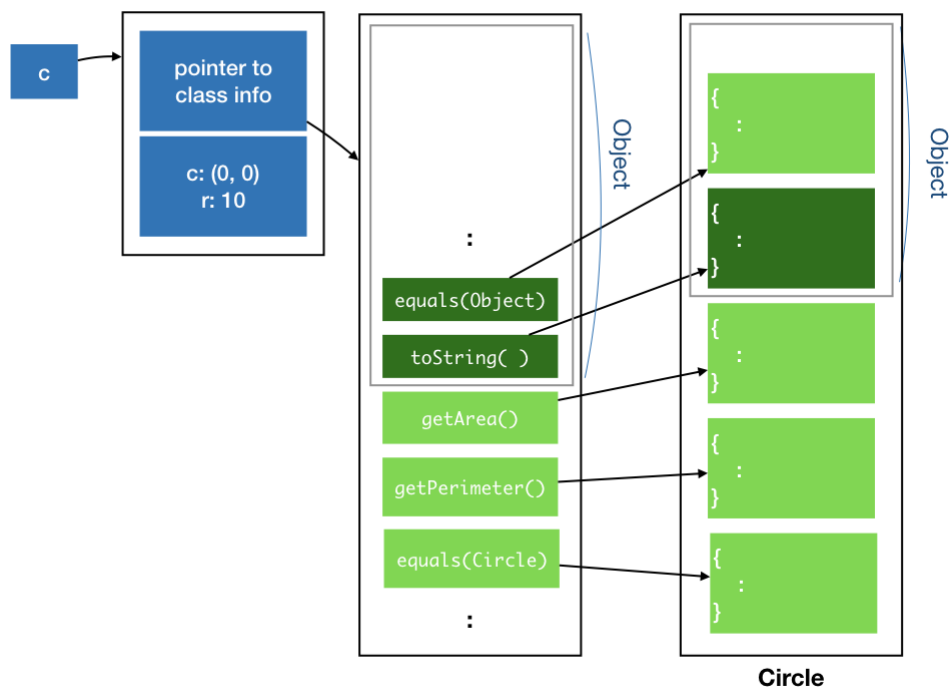 c
pointer to
class info
c: (0, 0)
r: 10
:
equals(Object)
toString( )
getArea()
getPerimeter()
equals(Circle)
:
Object
{
:
}
{
:
}
{
:
}
{
:
}
{
:
}
Object
Circle